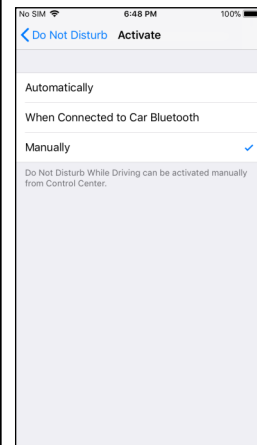 No SIM 6:48 PM 100%
Do Not Disturb Activate
Automatically
When Connected to Car Bluetooth
Manually
Do Not Disturb While Driving can be activated manually
from Control Center.